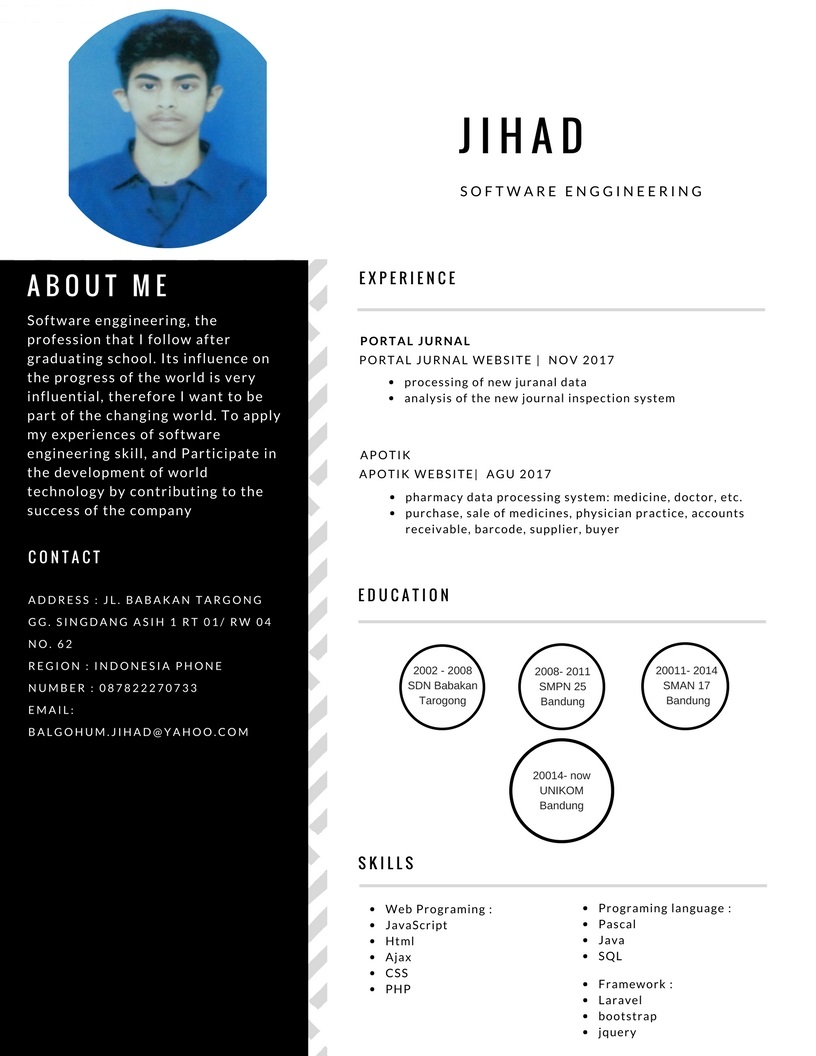 JIHAD
SOFTWARE ENGGINEERING
ABOUT ME
Software enggineering, the
profession that I follow after
graduating school. Its influence on
the progress of the world is very
influential, therefore I want to be
part of the changing world. To apply
my experiences of software
engineering skill, and Participate in
the development of world
technology by contributing to the
success of the company
CONTACT
ADDRESS : JL. BABAKAN TARGONG
GG. SINGDANG ASIH 1 RT 01/ RW 04
NO. 62
REGION : INDONESIA PHONE
NUMBER : 087822270733
EMAIL:
BALGOHUM.JIHAD@YAHOO.COM
EXPERIENCE
PORTAL JURNAL
PORTAL JURNAL WEBSITE | NOV 2017
• processing of new juranal data
• analysis of the new journal inspection system
APOTIK
APOTIK WEBSITE| AGU 2017
• pharmacy data processing system: medicine, doctor, etc.
• purchase, sale of medicines, physician practice, accounts
receivable, barcode, supplier, buyer
EDUCATION
2002 - 2008
SDN Babakan
Tarogong
2008- 2011
SMPN 25
Bandung
20011- 2014
SMAN 17
Bandung
20014- now
UNIKOM
Bandung
SKILLS
• Web Programing :
• JavaScript
• Html
• Ajax
• CSS
• PHP
• Programing language :
• Pascal
• Java
• SQL
• Framework :
• Laravel
• bootstrap
• jquery